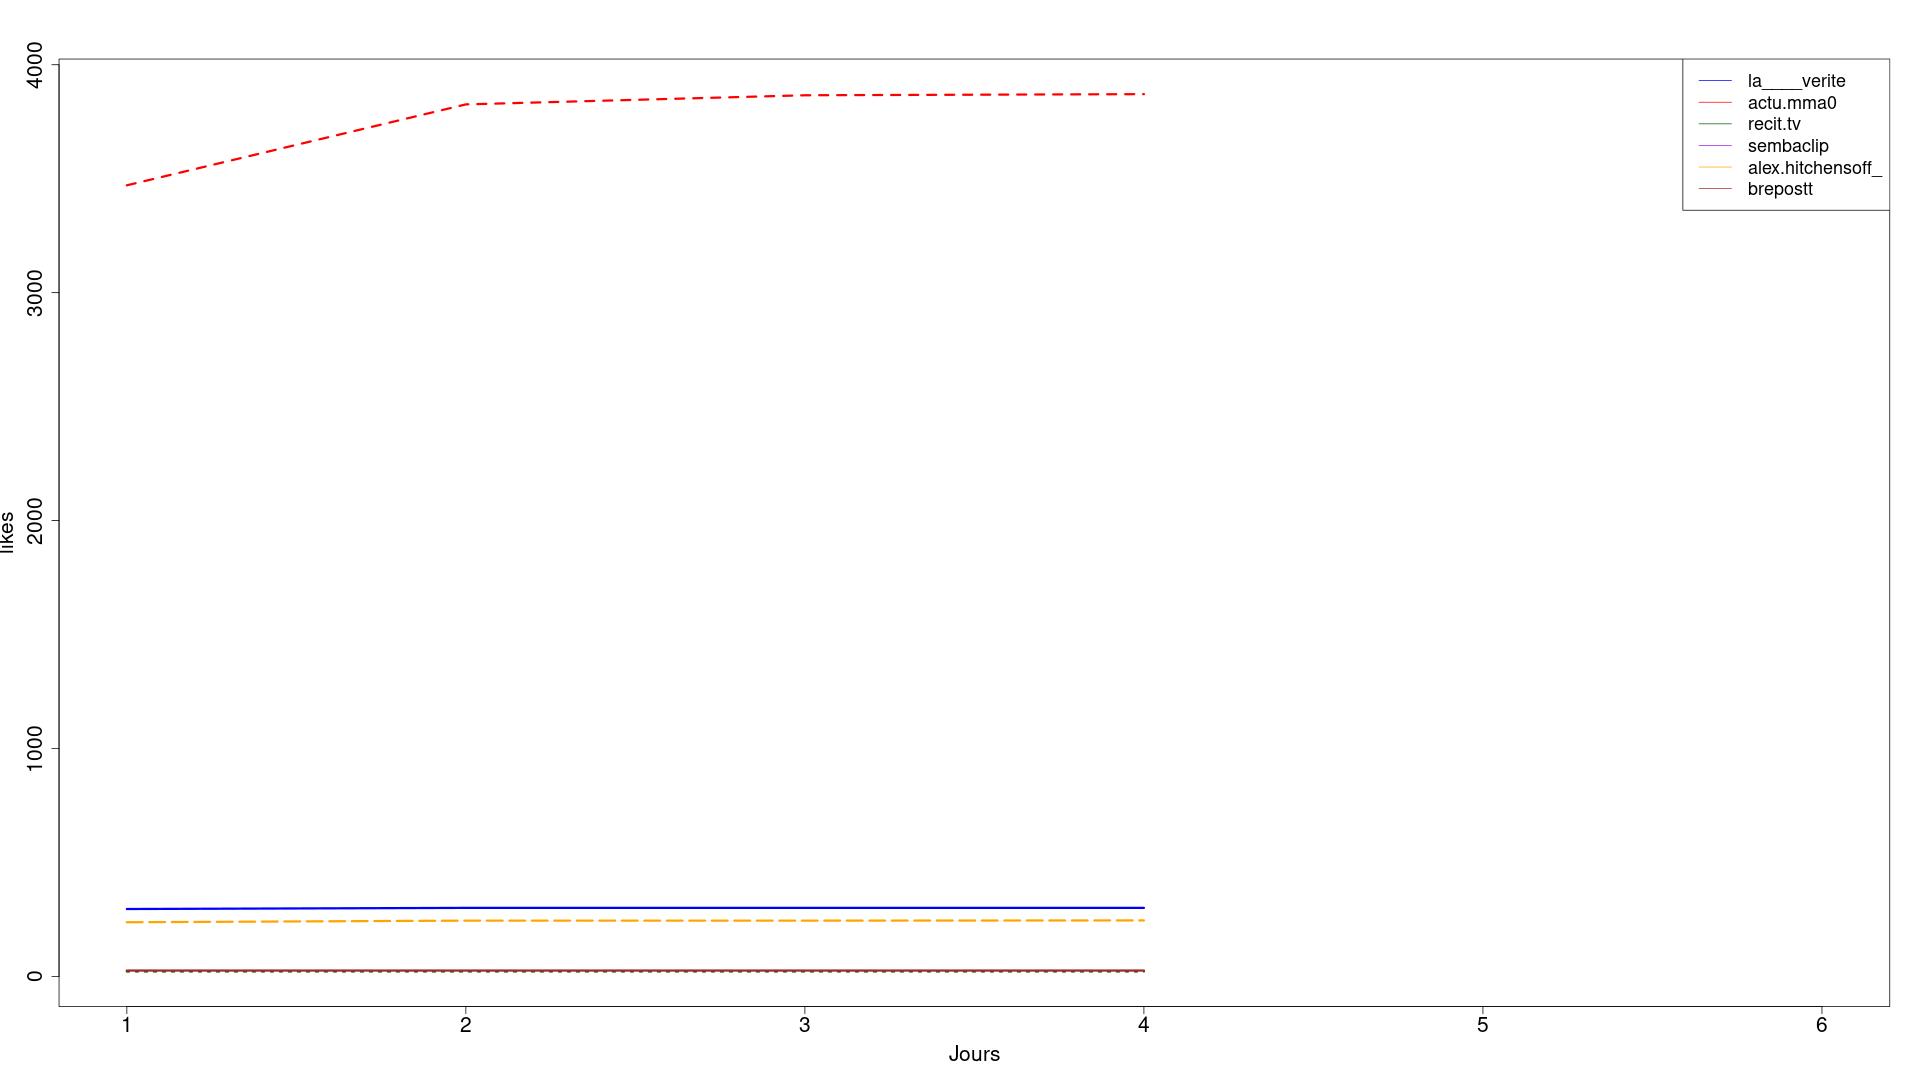 4000
3000
2000
1000
0
likes
1
2
3
4
5
6
Jours
la____verite
actu.mma0
recit.tv
sembaclip
alex.hitchensoff_
brepostt